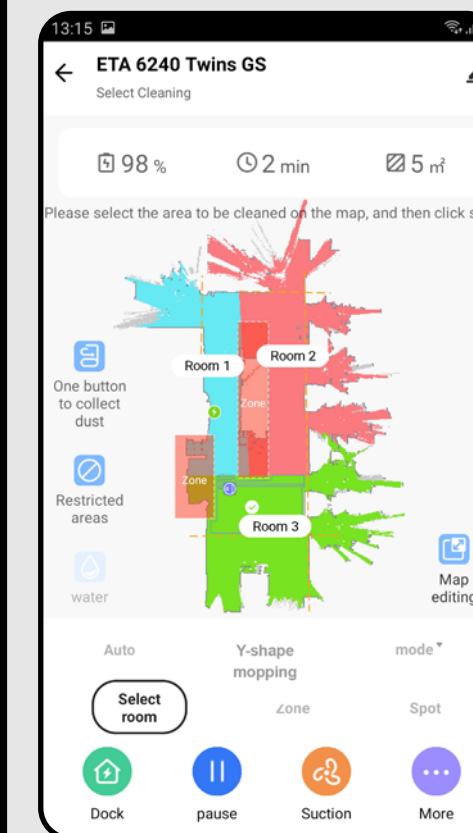 13:15
ETA 6240 Twins GS
Select Cleaning
98 %
2 min
5 ㎡
Please select the area to be cleaned on the map, and then click s
Room 1
Room 2
Zone
Zone
Room 3
One button
to collect
dust
Restricted
areas
water
Map
editing
Auto
Y-shape
mopping
mode
Select
room
Zone
Spot
Dock
pause
Suction
More